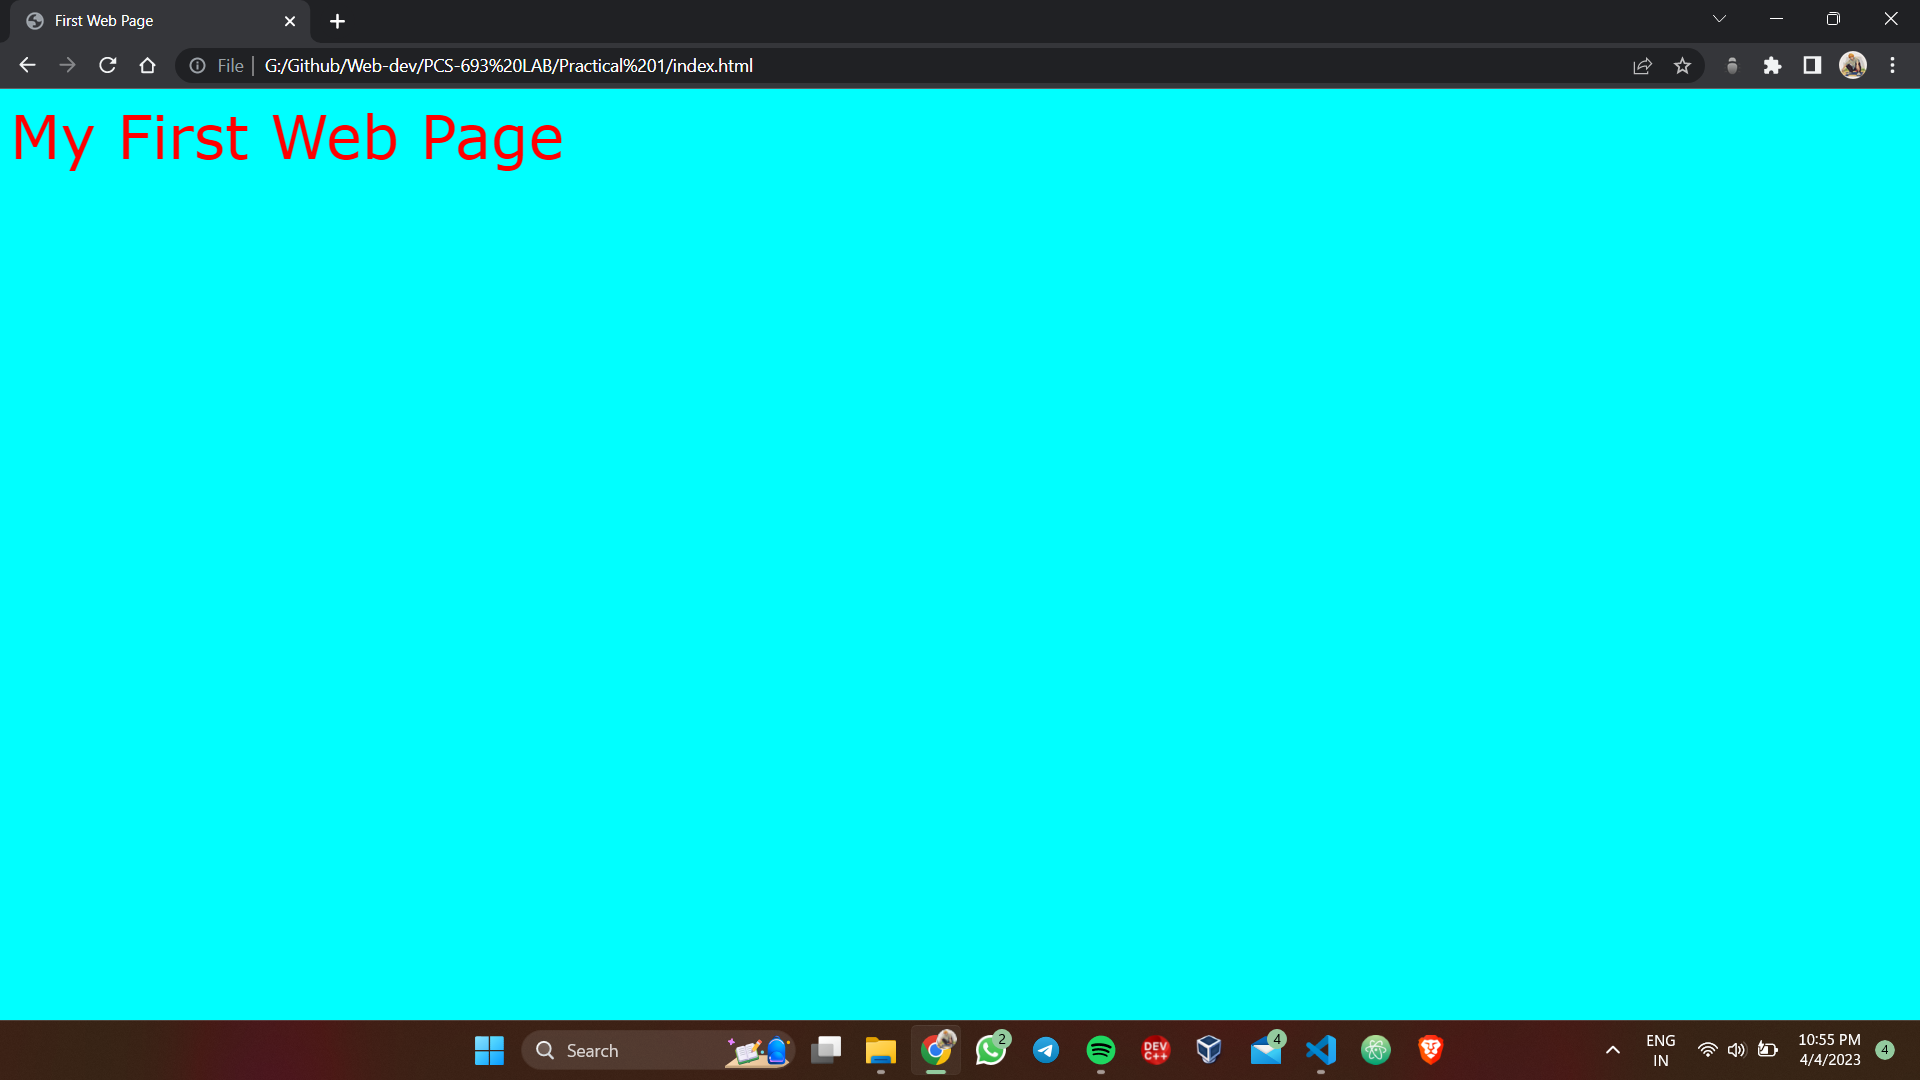 First Web Page
File G:/Github/Web-dev/PCS-693%20LAB/Practical%201/index.html
My First Web Page
Search
DEV
C++
2
4
ENG
IN
10:55 PM
4/4/2023
4